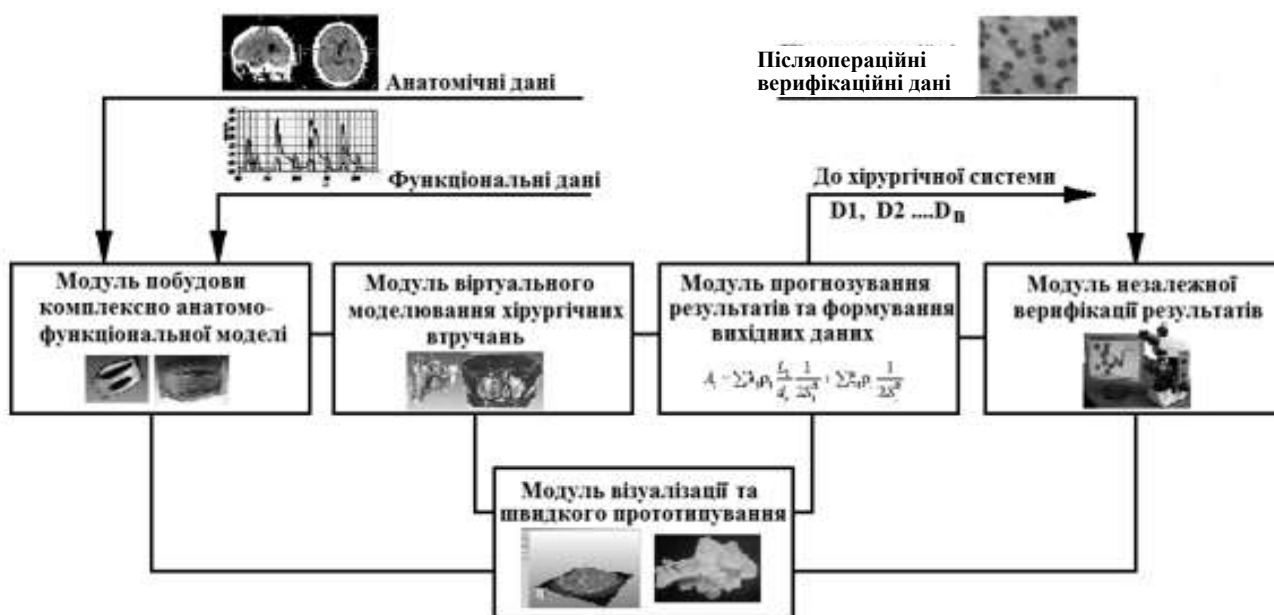 Анатомічні дані
Післяопераційні
верифікаційні дані
Функціональні дані
До хірургічної системи
D1, D2 ....Dn
Модуль побудови
комплексно анатомо-
функціональної моделі
Модуль віртуального
моделювання хірургічних
втручань
Модуль прогнозування
результатів та формування
вихідних даних
Модуль незалежної
верифікації результатів
Модуль візуалізації та
швидкого прототипування